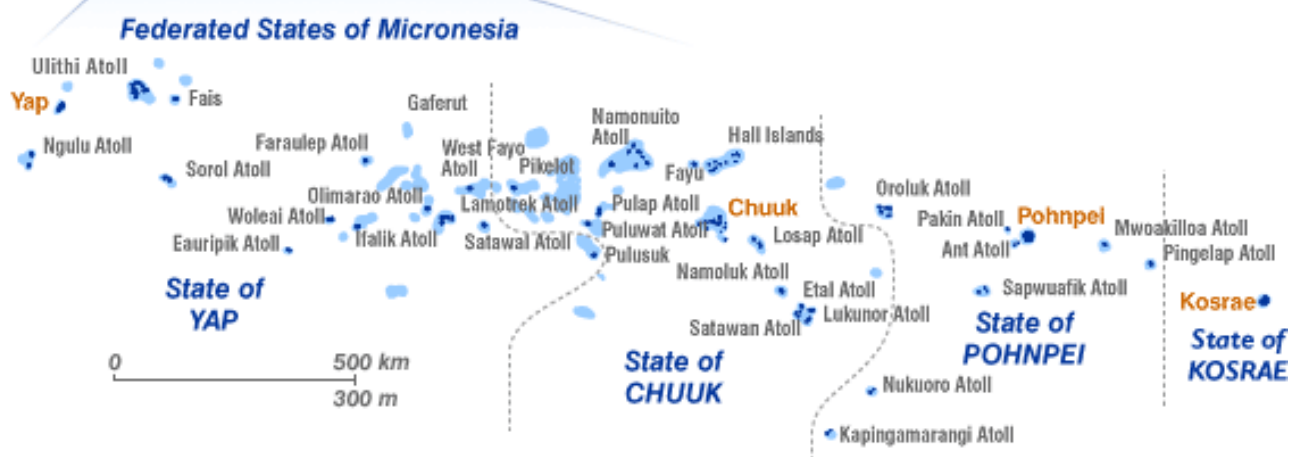 Federated States of Micronesia
Ulithi Atoll
Yap
Fais
Gaferut
Namonuito
Atoll
Hall Islands
Ngulu Atoll
Faraulep Atoll
West Fayo
Atoll
Pikelot
Fayu
Sorol Atoll
Olimarao Atoll
Lamotrek Atoll
Pulap Atoll
Chuuk
Oroluk Atoll
Woleai Atoll
Pakin Atoll
Pohnpei
Mwoakilloa Atoll
Eauripik Atoll
Ifalik Atoll
Satawal Atoll
Puluwat Atoll
Losap Atoll
Ant Atoll
Pulusuk
Pingelap Atoll
Namoluk Atoll
State of
YAP
Etal Atoll
Sapwuafik Atoll
Kosrae
Satawan Atoll
Lukunor Atoll
State of
POHNPEI
State of
KOSRAE
0 500 km
300 m
State of
CHUUK
Nukuoro Atoll
Kapingamarangi Atoll